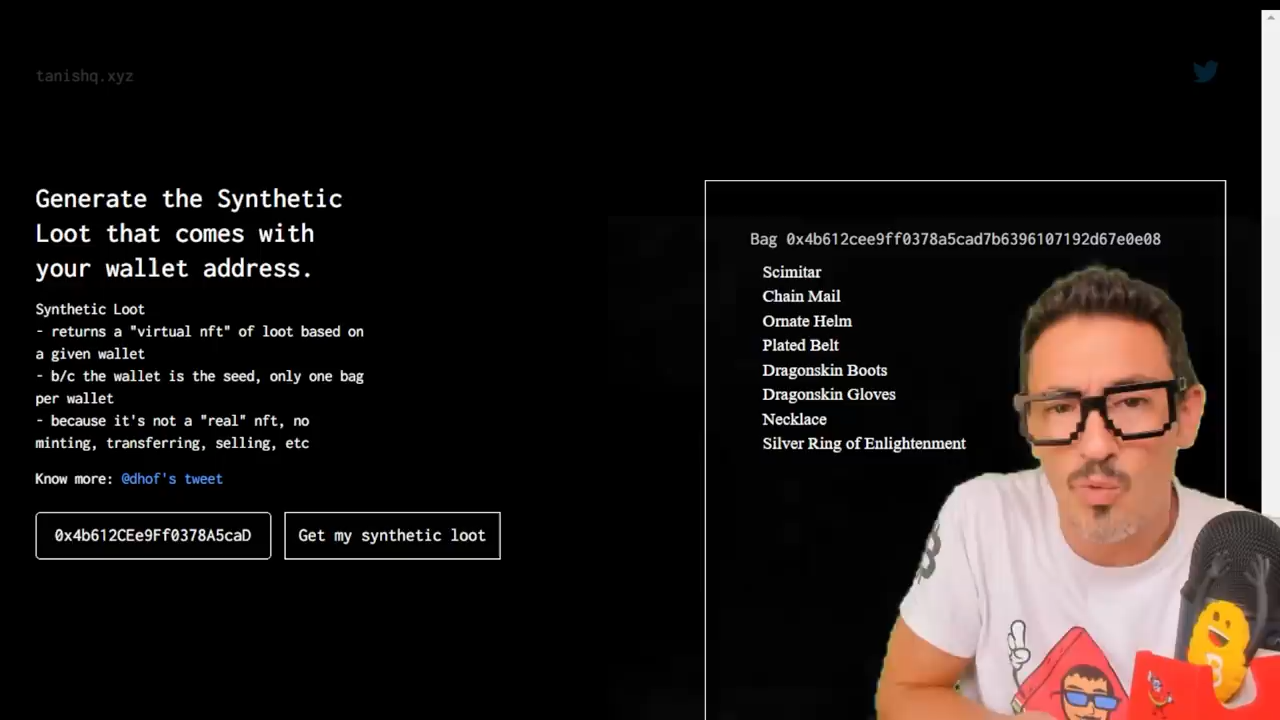 tanishq.xyz
Generate the Synthetic
Loot that comes with
your wallet address.
Synthetic Loot
- returns a "virtual nft" of loot based on
a given wallet
- b/c the wallet is the seed, only one bag
per wallet
- because it's not a "real" nft, no
minting, transferring, selling, etc
Know more: @dhof's tweet
0x4b612CEe9Ff0378A5caD
Get my synthetic loot
Bag 0x4b612cee9ff0378a5cad7b6396107192d67e0e08
Scimitar
Chain Mail
Ornate Helm
Plated Belt
Dragonskin Boots
Dragonskin Gloves
Necklace
Silver Ring of Enlightenment